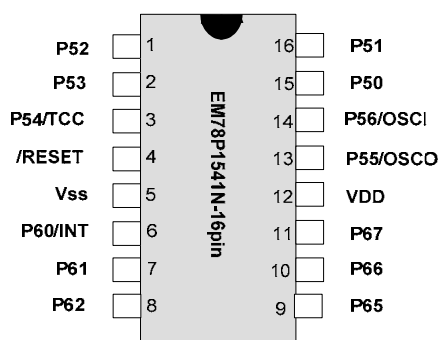 P52 1 16 P51
P53 2 15 P50
P54/TCC 3 14 P56/OSCI
/RESET 4 13 P55/OSCO
Vss 5 12 VDD
P60/INT 6 11 P67
P61 7 10 P66
P62 8 9 P65
EM78P1541N-16pin